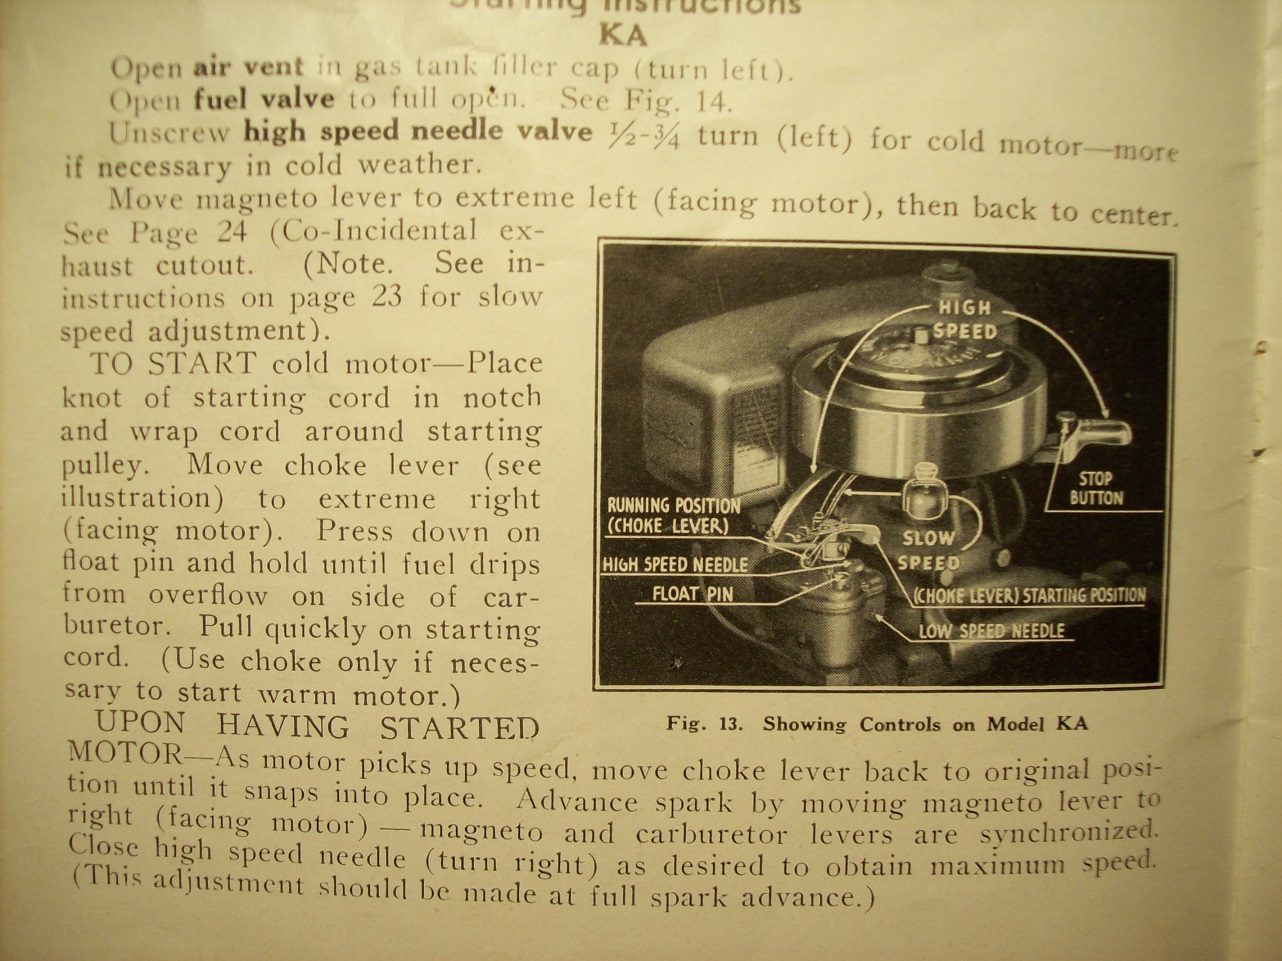 Starting Instructions
KA
Open air vent in gas tank filler cap (turn left).
Open fuel valve to full open. See Fig. 14.
Unscrew high speed needle valve ½-¾ turn (left) for cold motor—more
if necessary in cold weather.
Move magneto lever to extreme left (facing motor), then back to center.
See Page 24 (Co-Incidental ex-
haust cutout. (Note. See in-
instructions on page 23 for slow
speed adjustment).
TO START cold motor—Place
knot of starting cord in notch
and wrap cord around starting
pulley. Move choke lever (see
illustration) to extreme right
(facing motor). Press down on
float pin and hold until fuel drips
from overflow on side of car-
buretor. Pull quickly on starting
cord. (Use choke only if neces-
sary to start warm motor.)
HIGH
SPEED
STOP
BUTTON
RUNNING POSITION
(CHOKE LEVER)
SLOW
SPEED
HIGH SPEED NEEDLE
FLOAT PIN
(CHOKE LEVER) STARTING POSITION
LOW SPEED NEEDLE
Fig. 13. Showing Controls on Model KA
UPON HAVING STARTED
MOTOR—As motor picks up speed, move choke lever back to original posi-
tion until it snaps into place. Advance spark by moving magneto lever to
right (facing motor) — magneto and carburetor levers are synchronized.
Close high speed needle (turn right) as desired to obtain maximum speed.
(This adjustment should be made at full spark advance.)